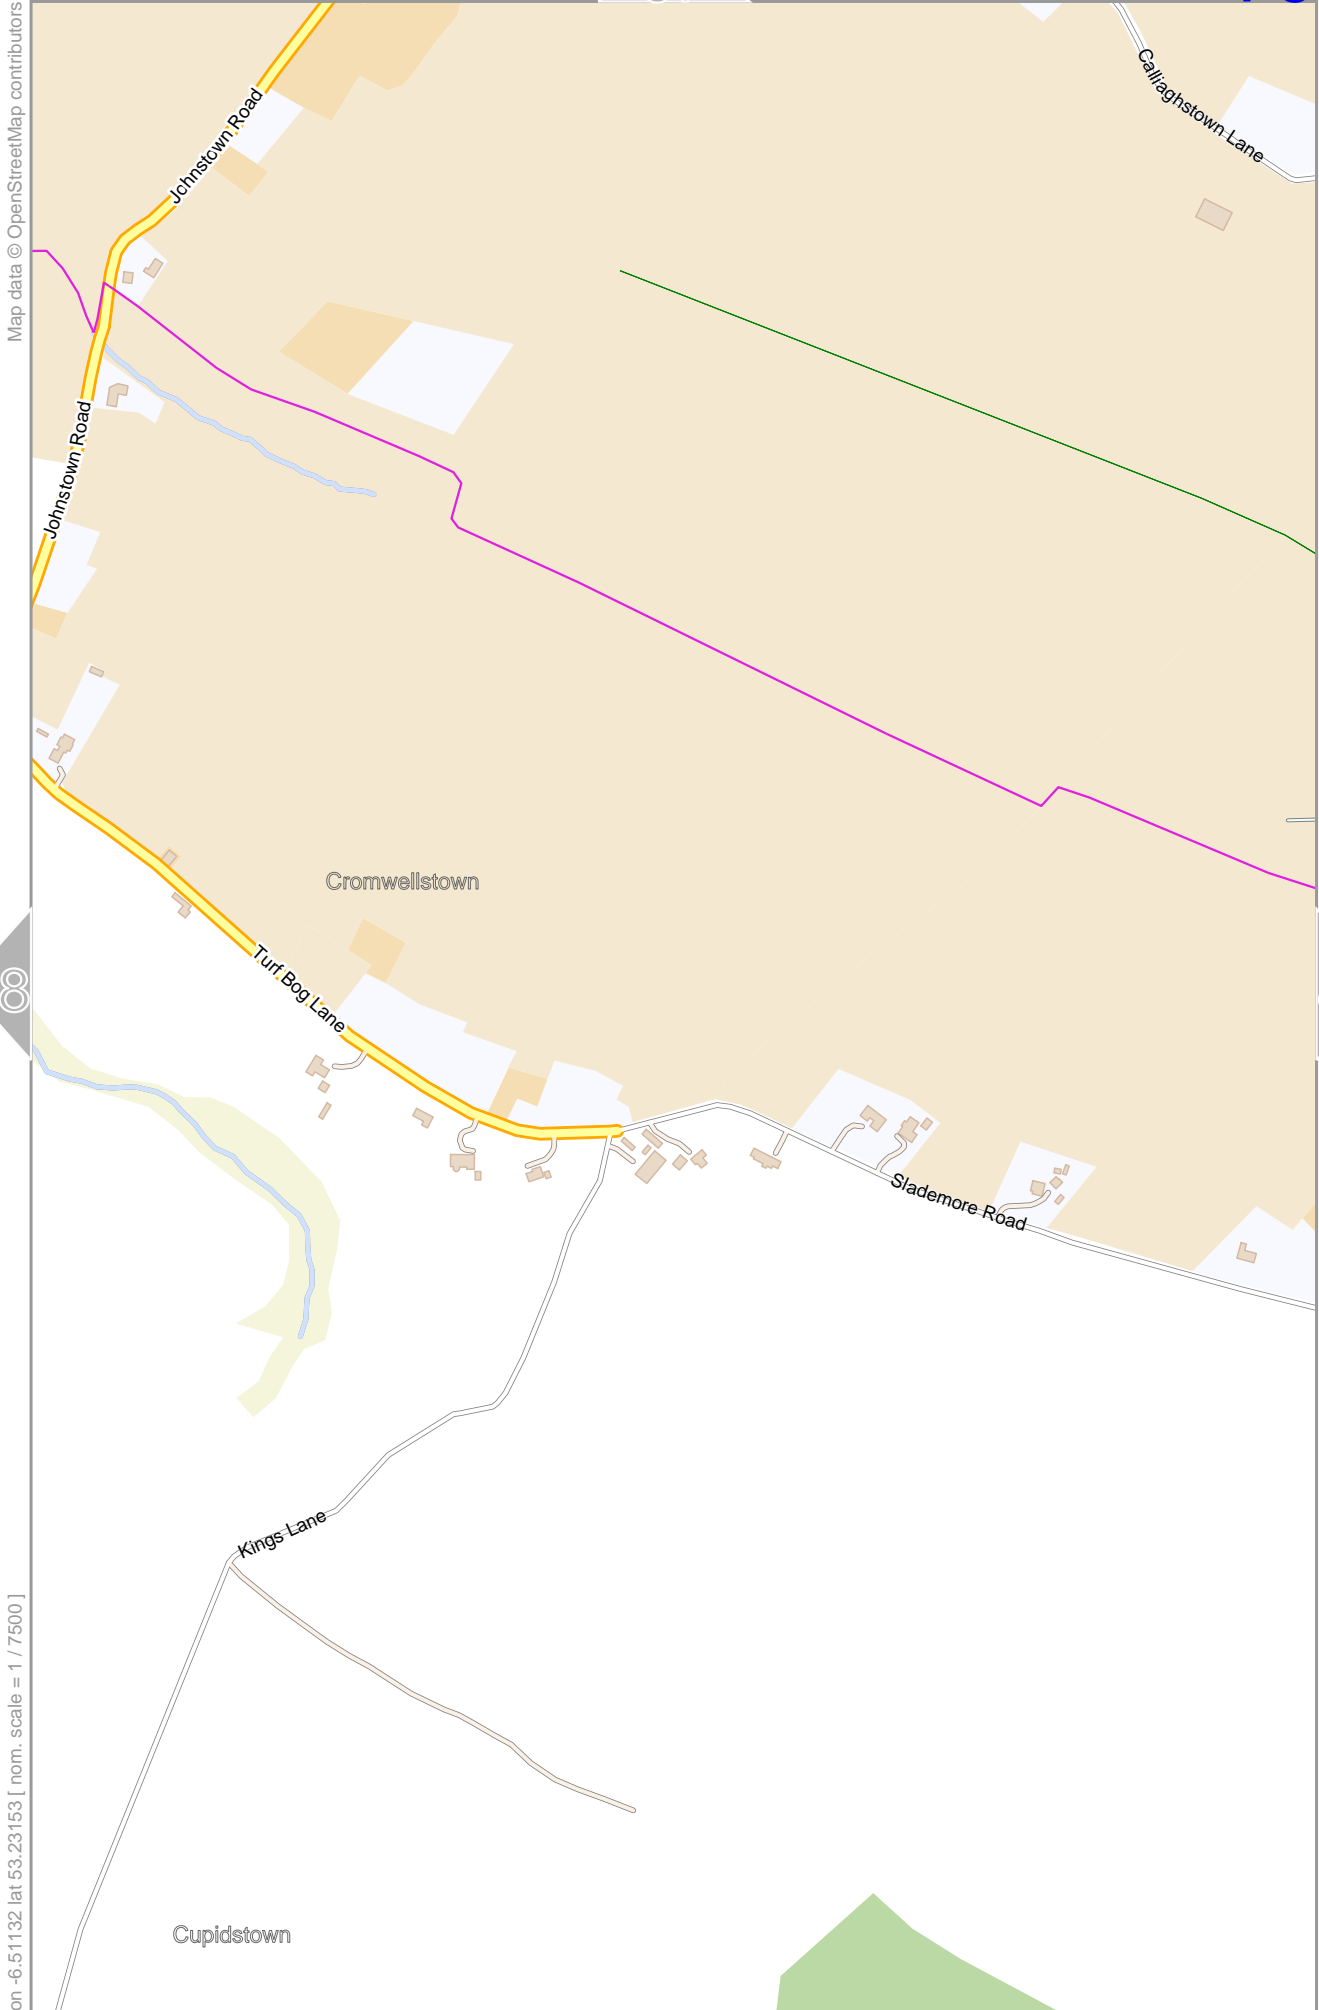 Map data © OpenStreetMap contributors
Calliaghstown Lane
Johnstown Road
Johnstown Road
Cromwellstown
8
Turf Bog Lane
Slademore Road
Kings Lane
on -6.51132 lat 53.23153 [ nom. scale = 1 / 7500 ]
Cupidstown